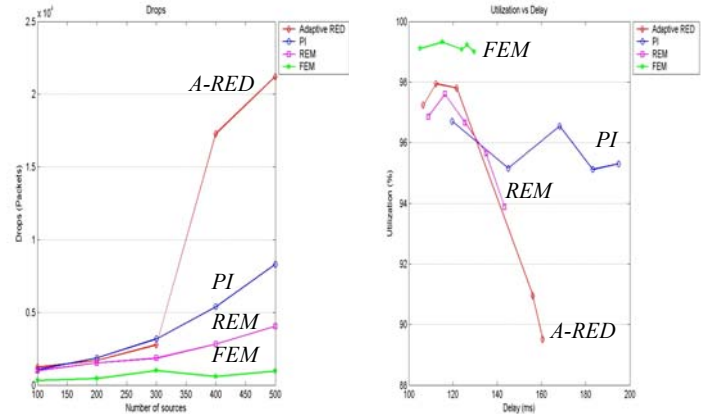 Drops
2.5 x 10^4
2
1.5
1
0.5
0
Drops (Packets)
100 150 200 250 300 350 400 450 500
Number of sources
Adaptive RED
PI
REM
FEM
A-RED
PI
REM
FEM
Utilization vs Delay
100
98
96
94
92
90
88
Utilization (%)
100 120 140 160 180 200
Delay (ms)
Adaptive RED
PI
REM
FEM
FEM
PI
REM
A-RED